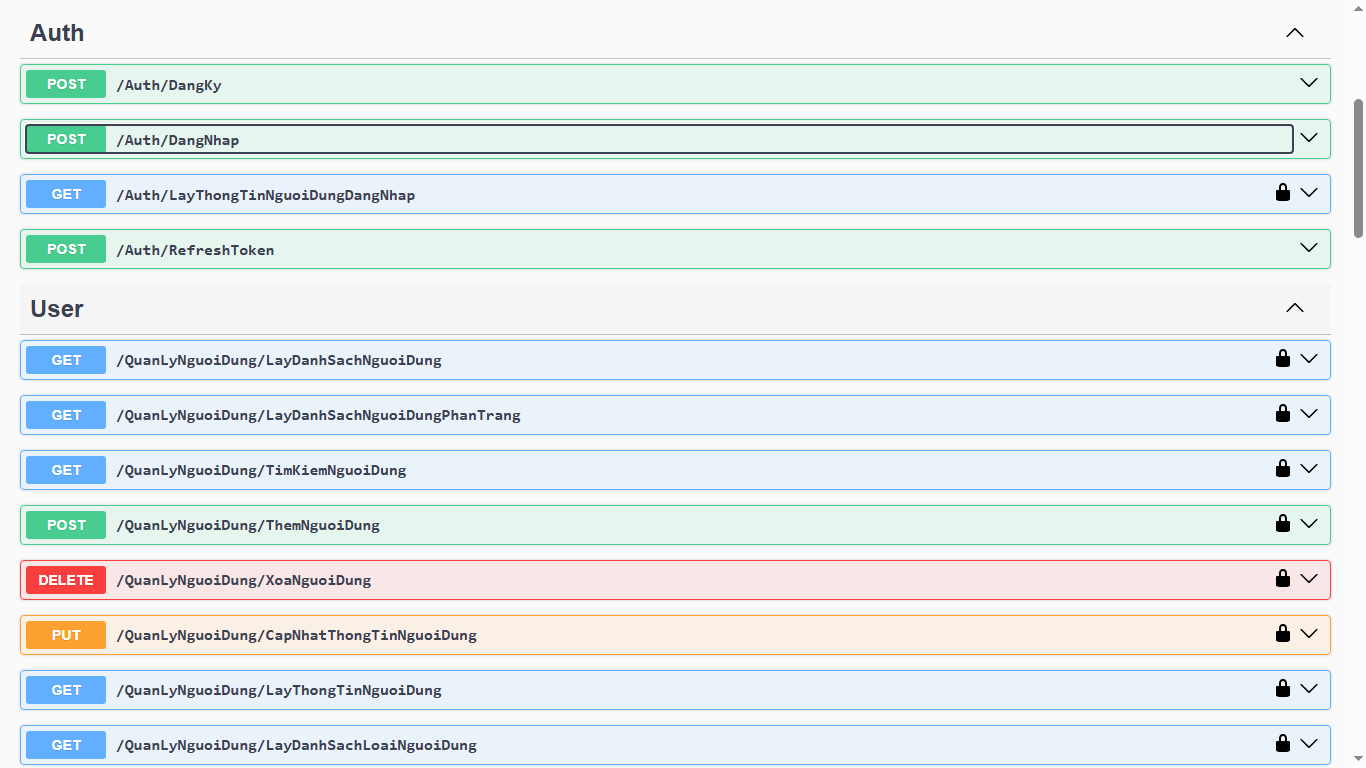 Auth
POST /Auth/DangKy
POST /Auth/DangNhap
GET /Auth/LayThongTinNguoiDungDangNhap
POST /Auth/RefreshToken
User
GET /QuanLyNguoiDung/LayDanhSachNguoiDung
GET /QuanLyNguoiDung/LayDanhSachNguoiDungPhanTrang
GET /QuanLyNguoiDung/TimKiemNguoiDung
POST /QuanLyNguoiDung/ThemNguoiDung
DELETE /QuanLyNguoiDung/XoaNguoiDung
PUT /QuanLyNguoiDung/CapNhatThongTinNguoiDung
GET /QuanLyNguoiDung/LayThongTinNguoiDung
GET /QuanLyNguoiDung/LayDanhSachLoaiNguoiDung